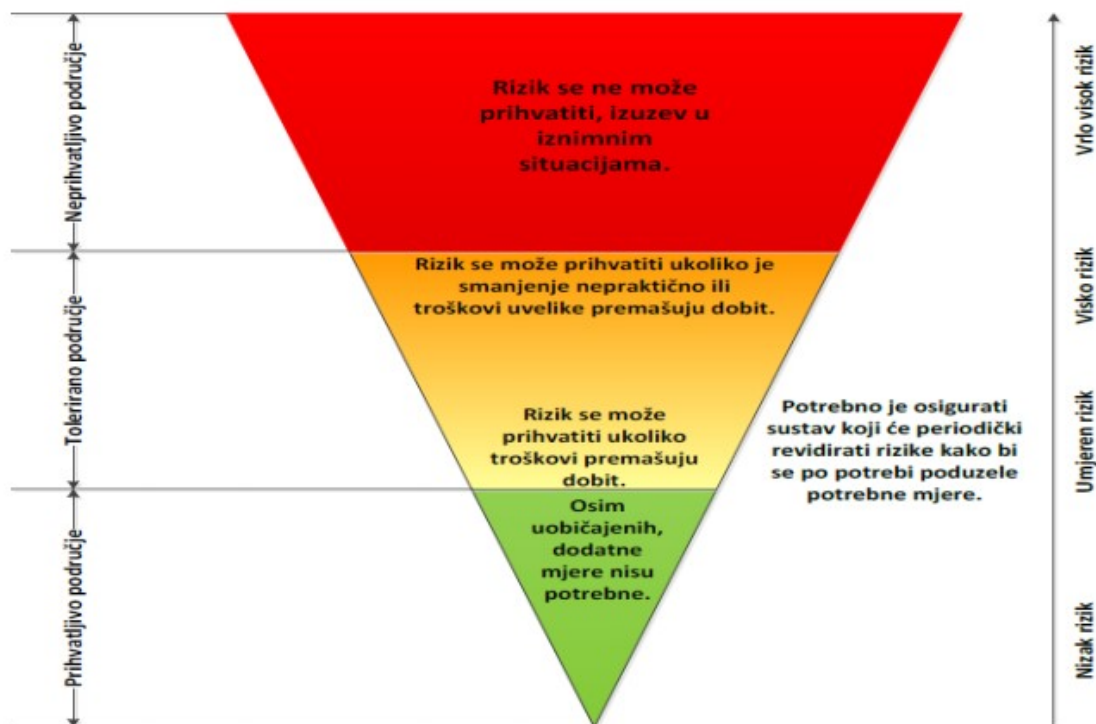 Neprihvatljivo područje
Rizik se ne može
prihvatiti, izuzev u
iznimnim
situacijama.
Vrlo visok rizik
Tolerirano područje
Rizik se može prihvatiti ukoliko je
smanjenje nepraktično ili
troškovi uvelike premašuju dobit.
Visko rizik
Rizik se može
prihvatiti ukoliko
troškovi premašuju
dobit.
Potrebno je osigurati
sustav koji će periodički
revidirati rizike kako bi
se po potrebi poduzele
potrebne mjere.
Umjeren rizik
Prihvatljivo područje
Osim
uobičajenih,
dodatne
mjere nisu
potrebne.
Nizak rizik